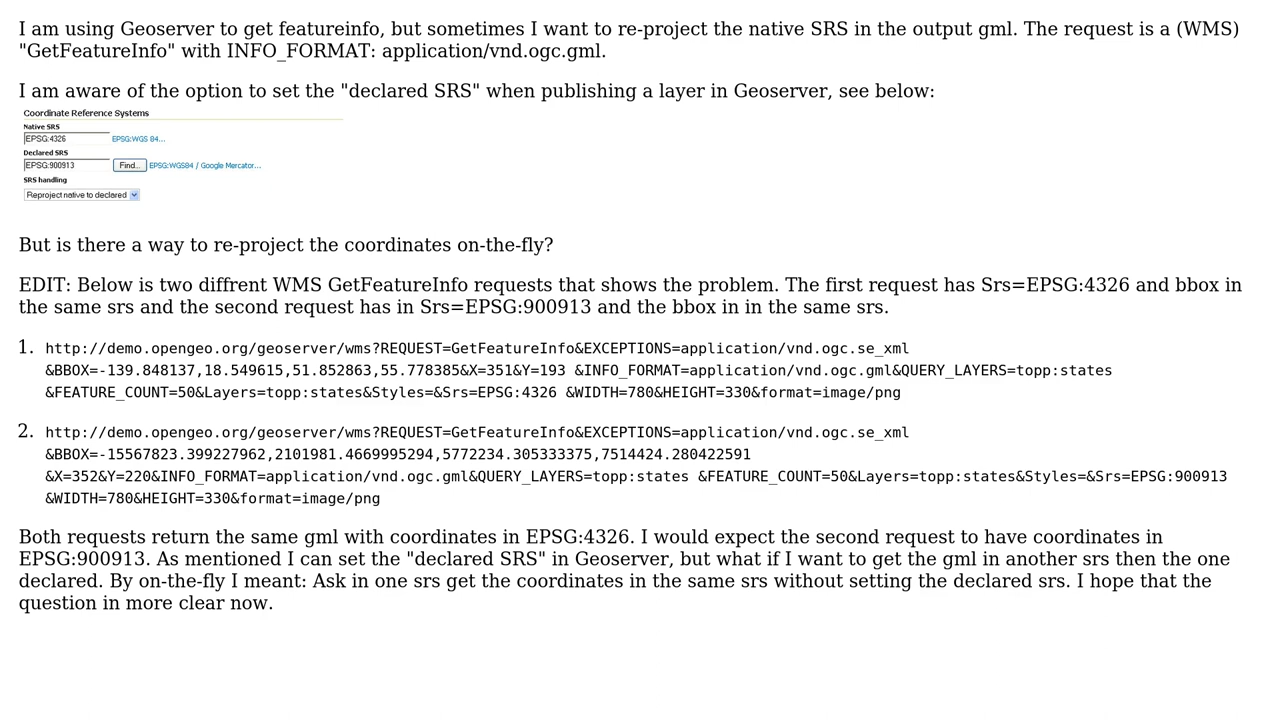 I am using Geoserver to get featureinfo, but sometimes I want to re-project the native SRS in the output gml. The request is a (WMS)
"GetFeatureInfo" with INFO_FORMAT: application/vnd.ogc.gml.
I am aware of the option to set the "declared SRS" when publishing a layer in Geoserver, see below:
Coordinate Reference Systems
Native SRS
EPSG:4326 EPSG:WGS 84...
Declared SRS
EPSG:900913 Find... EPSG:WGS84 / Google Mercator...
SRS handling
Reproject native to declared
But is there a way to re-project the coordinates on-the-fly?
EDIT: Below is two diffrent WMS GetFeatureInfo requests that shows the problem. The first request has Srs=EPSG:4326 and bbox in
the same srs and the second request has in Srs=EPSG:900913 and the bbox in in the same srs.
1. http://demo.opengeo.org/geoserver/wms?REQUEST=GetFeatureInfo&EXCEPTIONS=application/vnd.ogc.se_xml
&BBOX=-139.848137,18.549615,51.852863,55.778385&X=351&Y=193 &INFO_FORMAT=application/vnd.ogc.gml&QUERY_LAYERS=topp:states
&FEATURE_COUNT=50&Layers=topp:states&Styles=&Srs=EPSG:4326 &WIDTH=780&HEIGHT=330&format=image/png
2. http://demo.opengeo.org/geoserver/wms?REQUEST=GetFeatureInfo&EXCEPTIONS=application/vnd.ogc.se_xml
&BBOX=-15567823.399227962,2101981.4669995294,5772234.305333375,7514424.280422591
&X=352&Y=220&INFO_FORMAT=application/vnd.ogc.gml&QUERY_LAYERS=topp:states &FEATURE_COUNT=50&Layers=topp:states&Styles=&Srs=EPSG:900913
&WIDTH=780&HEIGHT=330&format=image/png
Both requests return the same gml with coordinates in EPSG:4326. I would expect the second request to have coordinates in
EPSG:900913. As mentioned I can set the "declared SRS" in Geoserver, but what if I want to get the gml in another srs then the one
declared. By on-the-fly I meant: Ask in one srs get the coordinates in the same srs without setting the declared srs. I hope that the
question in more clear now.